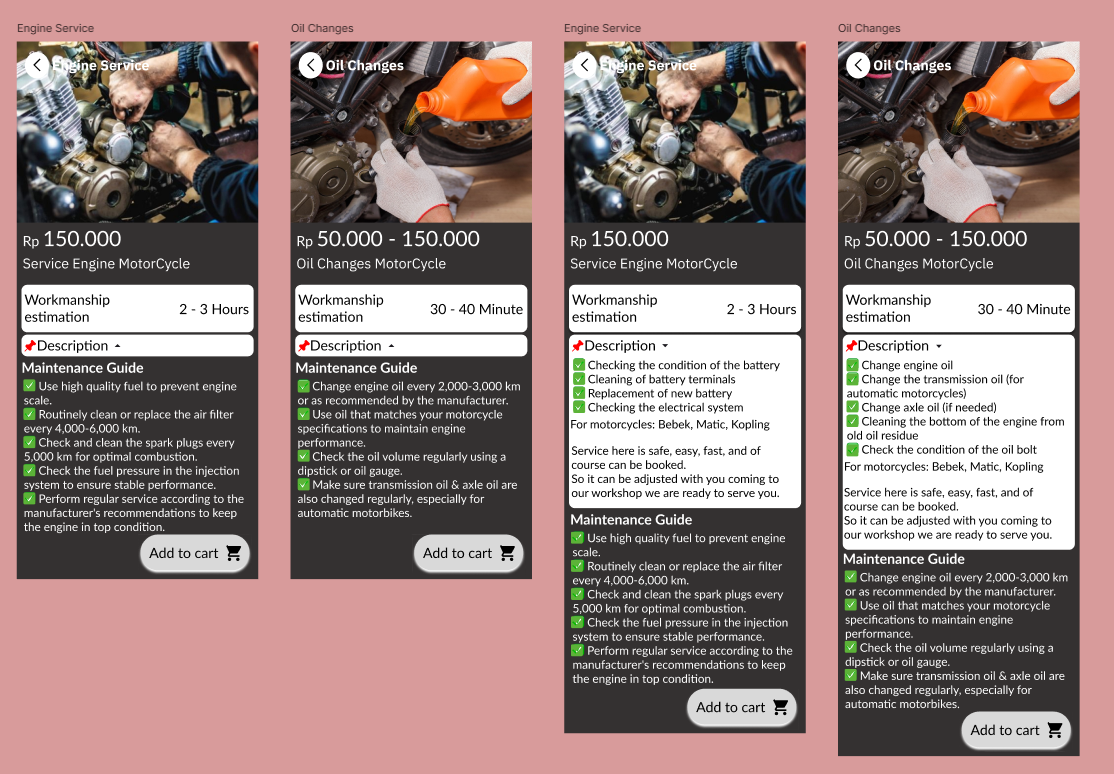 Engine Service
Engine Service
Rp 150.000
Service Engine MotorCycle
Workmanship
estimation
2 - 3 Hours
📌Description
Maintenance Guide
✅ Use high quality fuel to prevent engine
scale.
✅ Routinely clean or replace the air filter
every 4,000-6,000 km.
✅ Check and clean the spark plugs every
5,000 km for optimal combustion.
✅ Check the fuel pressure in the injection
system to ensure stable performance.
✅ Perform regular service according to the
manufacturer's recommendations to keep
the engine in top condition.
Add to cart
Oil Changes
Oil Changes
Rp 50.000 - 150.000
Oil Changes MotorCycle
Workmanship
estimation
30 - 40 Minute
📌Description
Maintenance Guide
✅ Change engine oil every 2,000-3,000 km
or as recommended by the manufacturer.
✅ Use oil that matches your motorcycle
specifications to maintain engine
performance.
✅ Check the oil volume regularly using a
dipstick or oil gauge.
✅ Make sure transmission oil & axle oil are
also changed regularly, especially for
automatic motorbikes.
Add to cart
Engine Service
Engine Service
Rp 150.000
Service Engine MotorCycle
Workmanship
estimation
2 - 3 Hours
📌Description
✅ Checking the condition of the battery
✅ Cleaning of battery terminals
✅ Replacement of new battery
✅ Checking the electrical system
For motorcycles: Bebek, Matic, Kopling
Service here is safe, easy, fast, and of
course can be booked.
So it can be adjusted with you coming to
our workshop we are ready to serve you.
Maintenance Guide
✅ Use high quality fuel to prevent engine
scale.
✅ Routinely clean or replace the air filter
every 4,000-6,000 km.
✅ Check and clean the spark plugs every
5,000 km for optimal combustion.
✅ Check the fuel pressure in the injection
system to ensure stable performance.
✅ Perform regular service according to the
manufacturer's recommendations to keep
the engine in top condition.
Add to cart
Oil Changes
Oil Changes
Rp 50.000 - 150.000
Oil Changes MotorCycle
Workmanship
estimation
30 - 40 Minute
📌Description
✅ Change engine oil
✅ Change the transmission oil (for
automatic motorcycles)
✅ Change axle oil (if needed)
✅ Cleaning the bottom of the engine from
old oil residue
✅ Check the condition of the oil bolt
For motorcycles: Bebek, Matic, Kopling
Service here is safe, easy, fast, and of
course can be booked.
So it can be adjusted with you coming to
our workshop we are ready to serve you.
Maintenance Guide
✅ Change engine oil every 2,000-3,000 km
or as recommended by the manufacturer.
✅ Use oil that matches your motorcycle
specifications to maintain engine
performance.
✅ Check the oil volume regularly using a
dipstick or oil gauge.
✅ Make sure transmission oil & axle oil are
also changed regularly, especially for
automatic motorbikes.
Add to cart